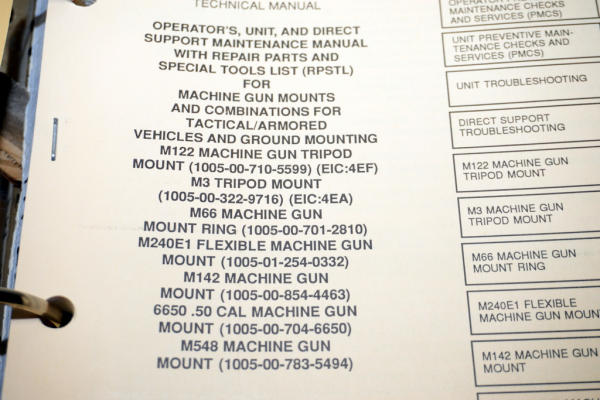 TECHNICAL MANUAL
OPERATOR'S, UNIT, AND DIRECT
SUPPORT MAINTENANCE MANUAL
WITH REPAIR PARTS AND
SPECIAL TOOLS LIST (RPSTL)
FOR
MACHINE GUN MOUNTS
AND COMBINATIONS FOR
TACTICAL/ARMORED
VEHICLES AND GROUND MOUNTING
M122 MACHINE GUN TRIPOD
MOUNT (1005-00-710-5599) (EIC:4EF)
M3 TRIPOD MOUNT
(1005-00-322-9716) (EIC:4EA)
M66 MACHINE GUN
MOUNT RING (1005-00-701-2810)
M240E1 FLEXIBLE MACHINE GUN
MOUNT (1005-01-254-0332)
M142 MACHINE GUN
MOUNT (1005-00-854-4463)
6650 .50 CAL MACHINE GUN
MOUNT (1005-00-704-6650)
M548 MACHINE GUN
MOUNT (1005-00-783-5494)
MAINTENANCE CHECKS
AND SERVICES (PMCS)
UNIT PREVENTIVE MAIN-
TENANCE CHECKS AND
SERVICES (PMCS)
UNIT TROUBLESHOOTING
DIRECT SUPPORT
TROUBLESHOOTING
M122 MACHINE GUN
TRIPOD MOUNT
M3 MACHINE GUN
TRIPOD MOUNT
M66 MACHINE GUN
MOUNT RING
M240E1 FLEXIBLE
MACHINE GUN MOUN
M142 MACHINE GUN
MOUNT